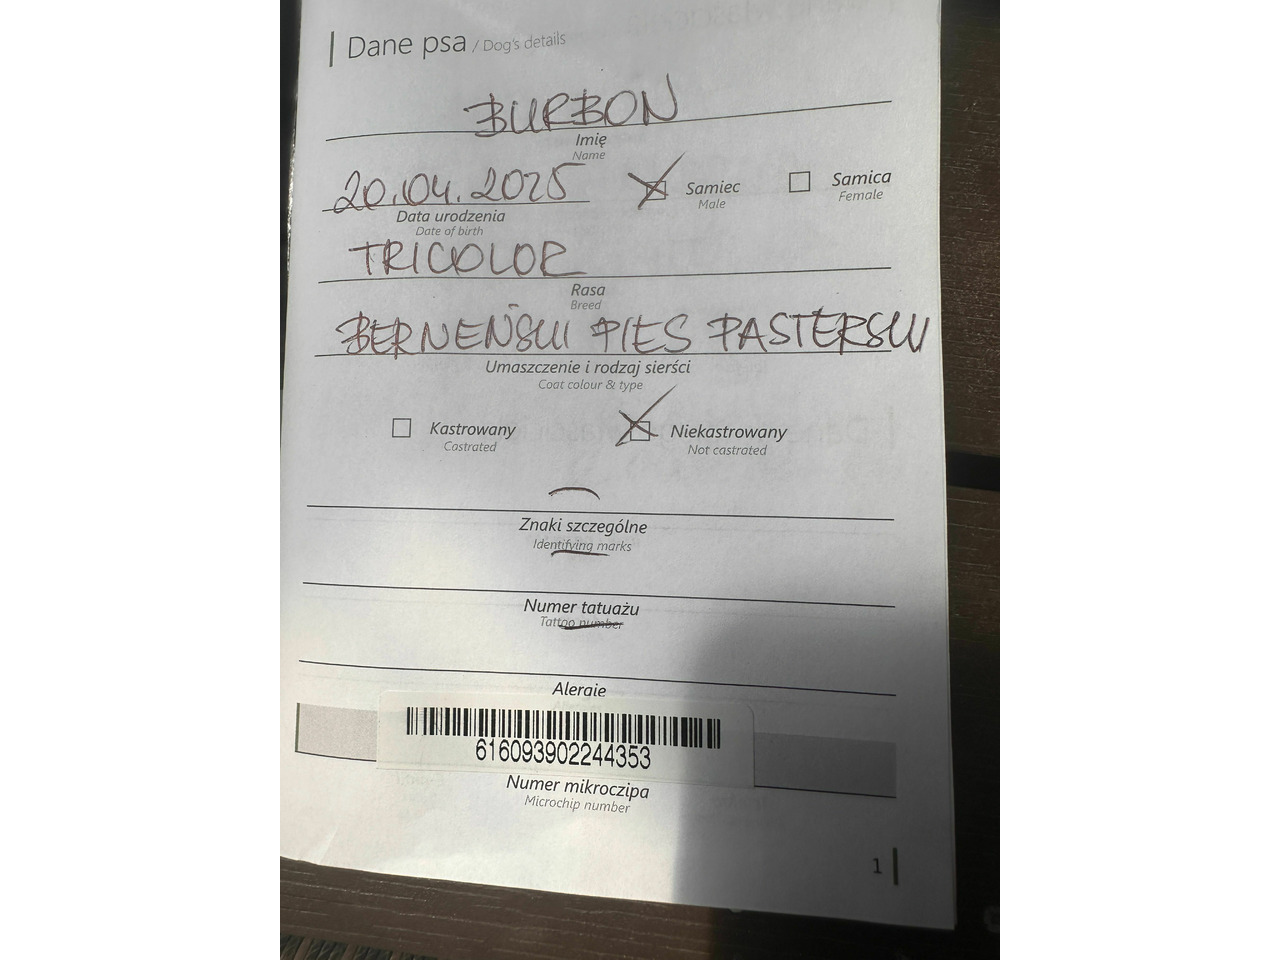 Dane psa / Dog's details
BURBON
Imię
Name
20.04.2025
Samiec
Male
Samica
Female
Data urodzenia
Date of birth
TRICOLOR
Rasa
Breed
BERNEŃSKI PIES PASTERSKI
Umaszczenie i rodzaj sierści
Coat colour & type
Kastrowany
Castrated
Niekastrowany
Not castrated
Znaki szczególne
Identifying marks
Numer tatuażu
Tattoo number
Alergie
616093902244353
Numer mikroczipa
Microchip number
1